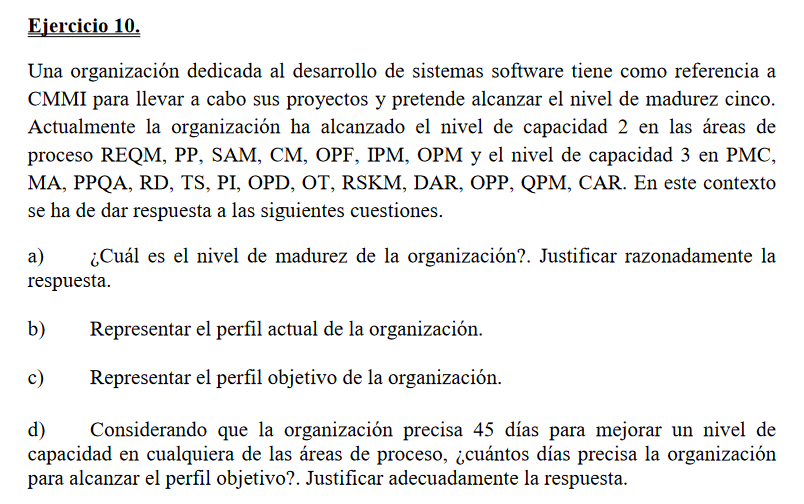 Ejercicio 10.
Una organización dedicada al desarrollo de sistemas software tiene como referencia a
CMMI para llevar a cabo sus proyectos y pretende alcanzar el nivel de madurez cinco.
Actualmente la organización ha alcanzado el nivel de capacidad 2 en las áreas de
proceso REQM, PP, SAM, CM, OPF, IPM, OPM y el nivel de capacidad 3 en PMC,
MA, PPQA, RD, TS, PI, OPD, OT, RSKM, DAR, OPP, QPM, CAR. En este contexto
se ha de dar respuesta a las siguientes cuestiones.
a) ¿Cuál es el nivel de madurez de la organización?. Justificar razonadamente la
respuesta.
b) Representar el perfil actual de la organización.
c) Representar el perfil objetivo de la organización.
d) Considerando que la organización precisa 45 días para mejorar un nivel de
capacidad en cualquiera de las áreas de proceso, ¿cuántos días precisa la organización
para alcanzar el perfil objetivo?. Justificar adecuadamente la respuesta.